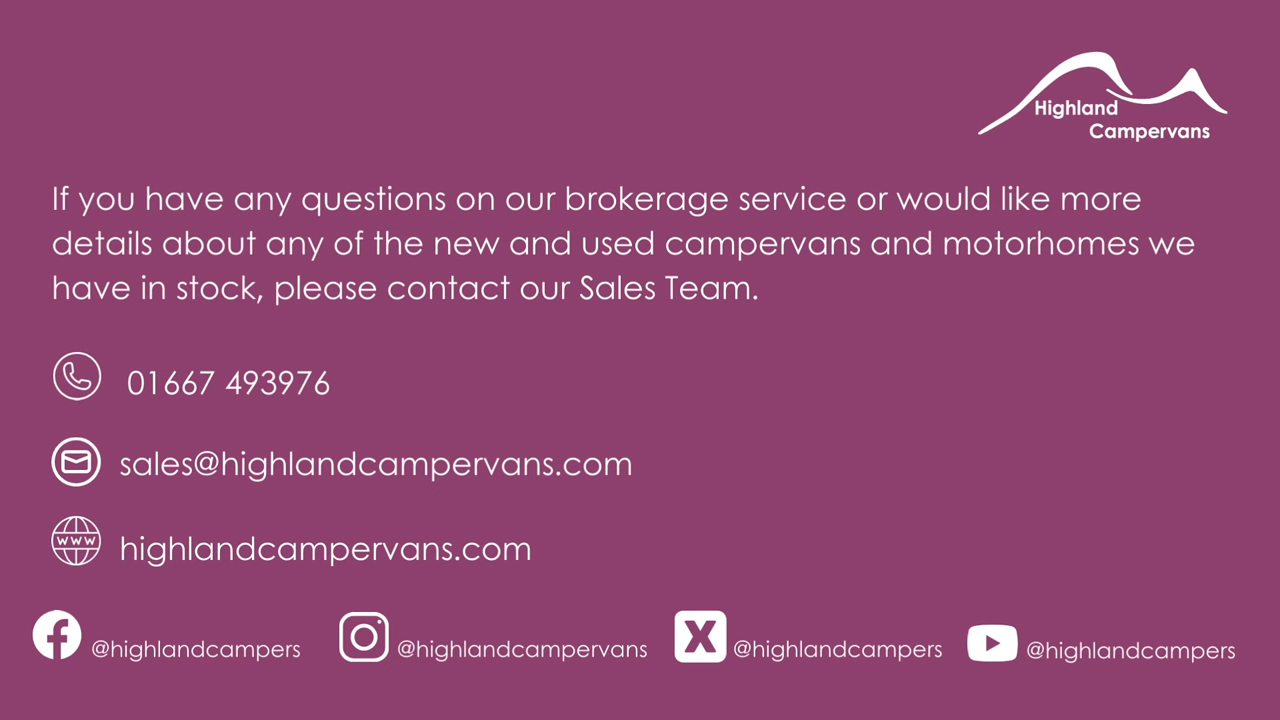 Highland
Campervans
If you have any questions on our brokerage service or would like more
details about any of the new and used campervans and motorhomes we
have in stock, please contact our Sales Team.
01667 493976
sales@highlandcampervans.com
www
highlandcampervans.com
@highlandcampers @highlandcampervans X @highlandcampers @highlandcampers